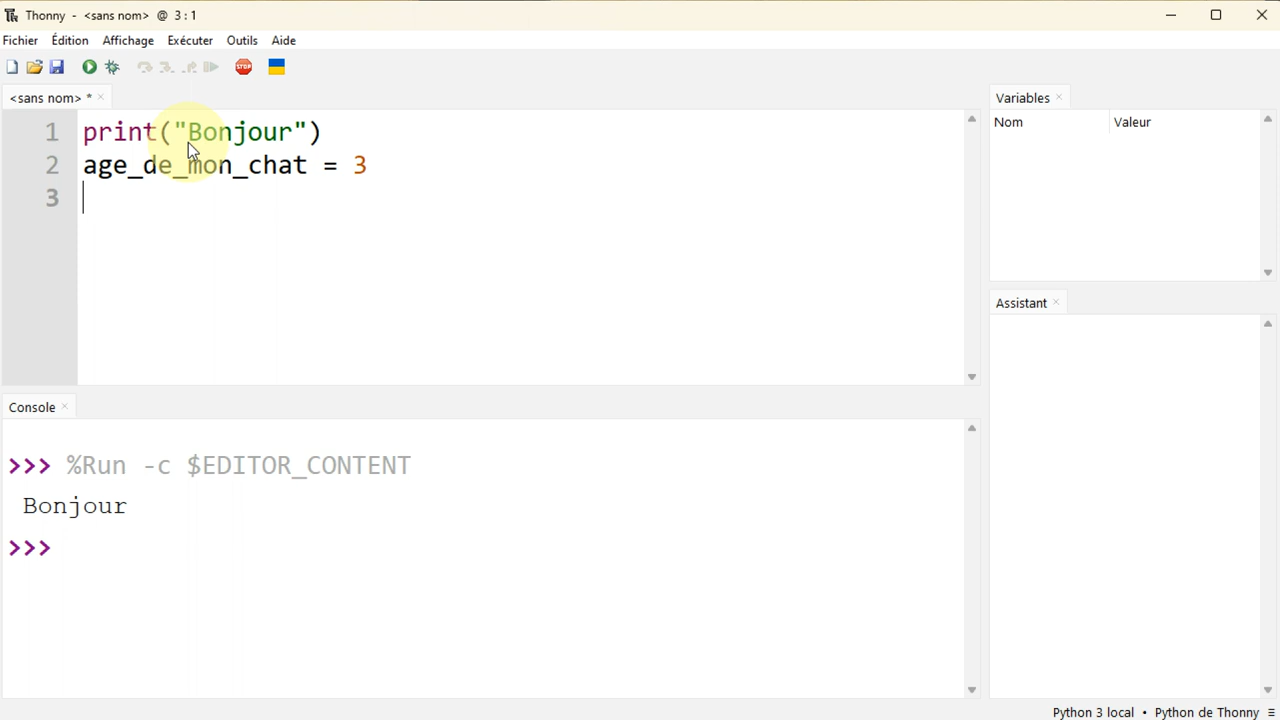 Thonny - <sans nom> @ 3:1
Fichier Édition Affichage Exécuter Outils Aide
STOP
<sans nom> *
1 print("Bonjour")
2 age_de_mon_chat = 3
3
Variables
Nom Valeur
Assistant
Console
>>> %Run -c $EDITOR_CONTENT
Bonjour
>>>
Python 3 local • Python de Thonny ≡